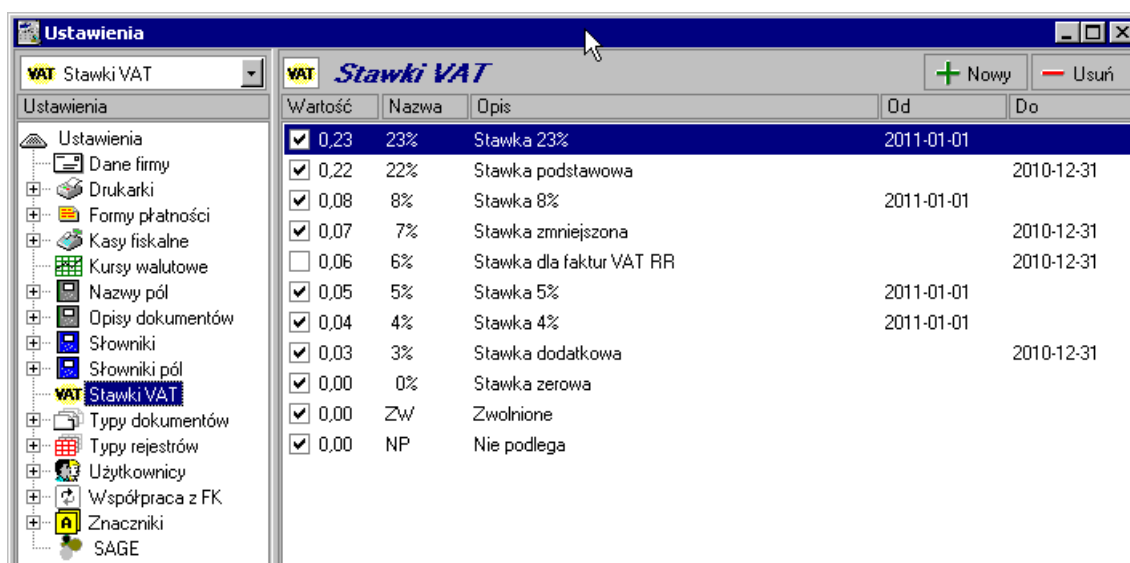 Ustawienia
VAT Stawki VAT
VAT Stawki VAT
Nowy
Usuń
Ustawienia
Wartość Nazwa Opis Od Do
Ustawienia
Dane firmy
Drukarki
Formy płatności
Kasy fiskalne
Kursy walutowe
Nazwy pól
Opisy dokumentów
Słowniki
Słowniki pól
VAT Stawki VAT
Typy dokumentów
Typy rejestrów
Użytkownicy
Współpraca z FK
A Znaczniki
SAGE
0,23 23% Stawka 23% 2011-01-01
0,22 22% Stawka podstawowa 2010-12-31
0,08 8% Stawka 8% 2011-01-01
0,07 7% Stawka zmniejszona 2010-12-31
0,06 6% Stawka dla faktur VAT RR 2010-12-31
0,05 5% Stawka 5% 2011-01-01
0,04 4% Stawka 4% 2011-01-01
0,03 3% Stawka dodatkowa 2010-12-31
0,00 0% Stawka zerowa
0,00 ZW Zwolnione
0,00 NP Nie podlega